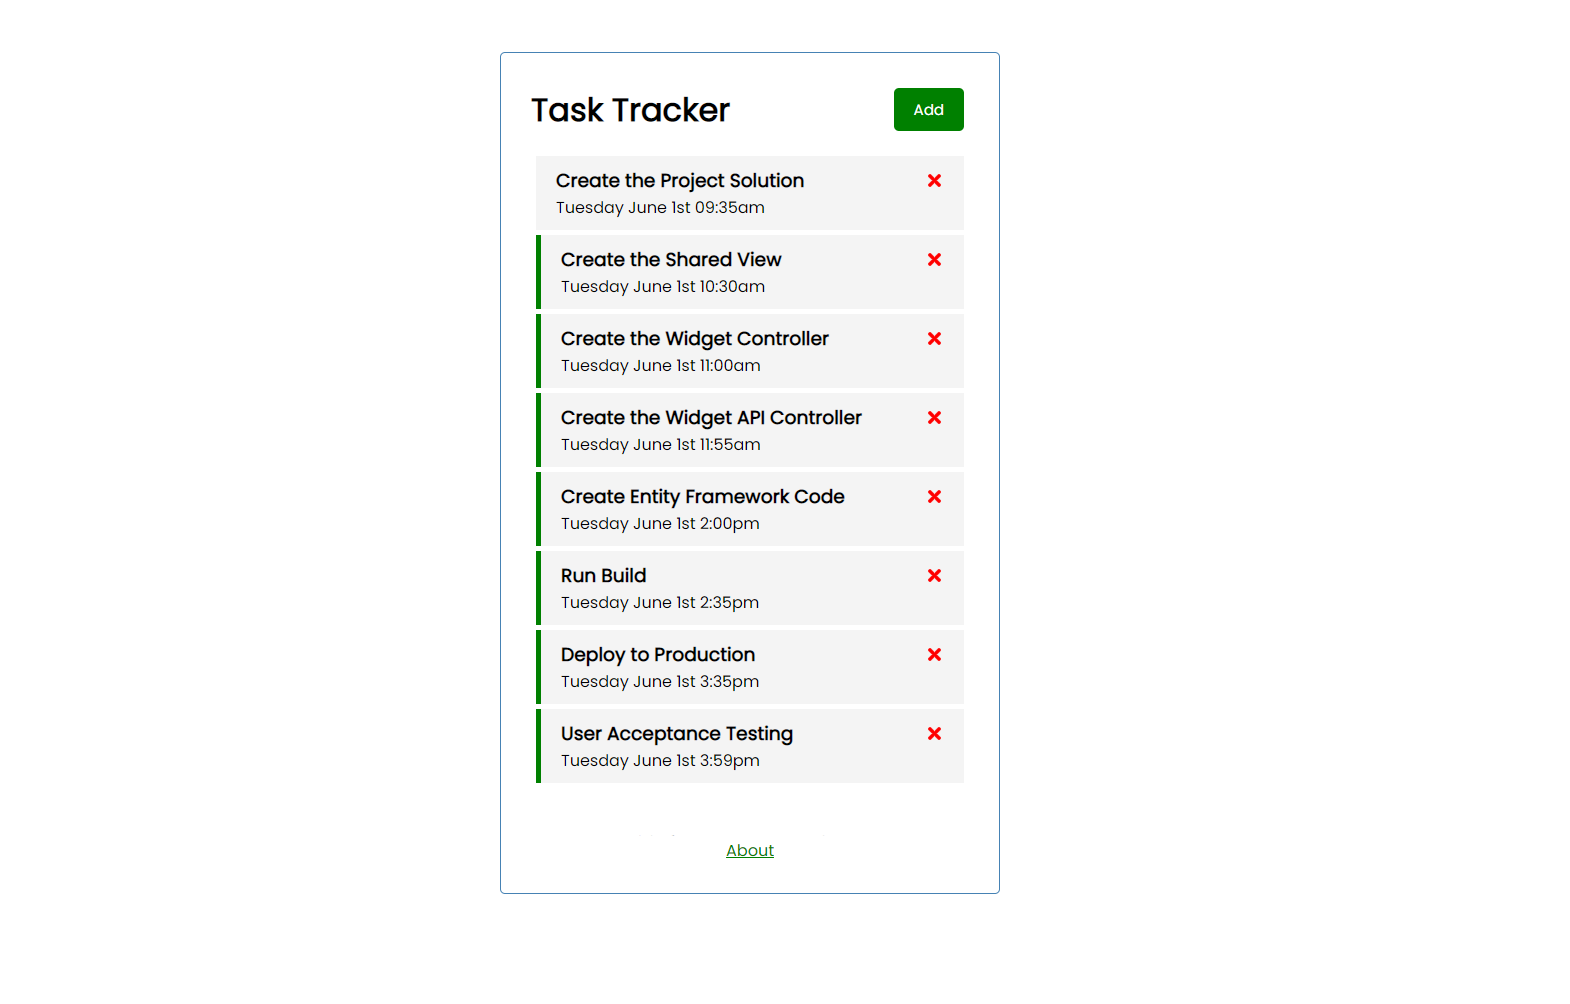 Task Tracker
Add
Create the Project Solution
Tuesday June 1st 09:35am
Create the Shared View
Tuesday June 1st 10:30am
Create the Widget Controller
Tuesday June 1st 11:00am
Create the Widget API Controller
Tuesday June 1st 11:55am
Create Entity Framework Code
Tuesday June 1st 2:00pm
Run Build
Tuesday June 1st 2:35pm
Deploy to Production
Tuesday June 1st 3:35pm
User Acceptance Testing
Tuesday June 1st 3:59pm
About